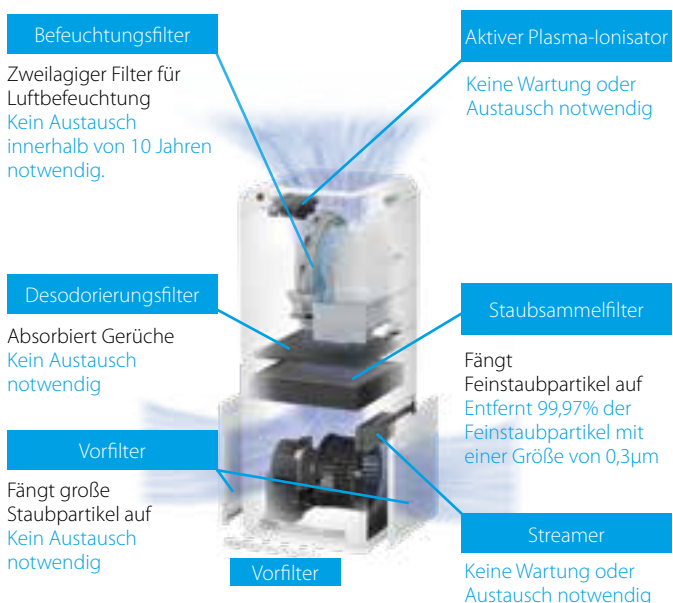 Befeuchtungsfilter
Zweilagiger Filter für
Luftbefeuchtung
Kein Austausch
innerhalb von 10 Jahren
notwendig.
Aktiver Plasma-Ionisator
Keine Wartung oder
Austausch notwendig
Desodorierungsfilter
Absorbiert Gerüche
Kein Austausch
notwendig
Staubsammelfilter
Fängt
Feinstaubpartikel auf
Entfernt 99,97% der
Feinstaubpartikel mit
einer Größe von 0,3µm
Vorfilter
Fängt große
Staubpartikel auf
Kein Austausch
notwendig
Vorfilter
Streamer
Keine Wartung oder
Austausch notwendig